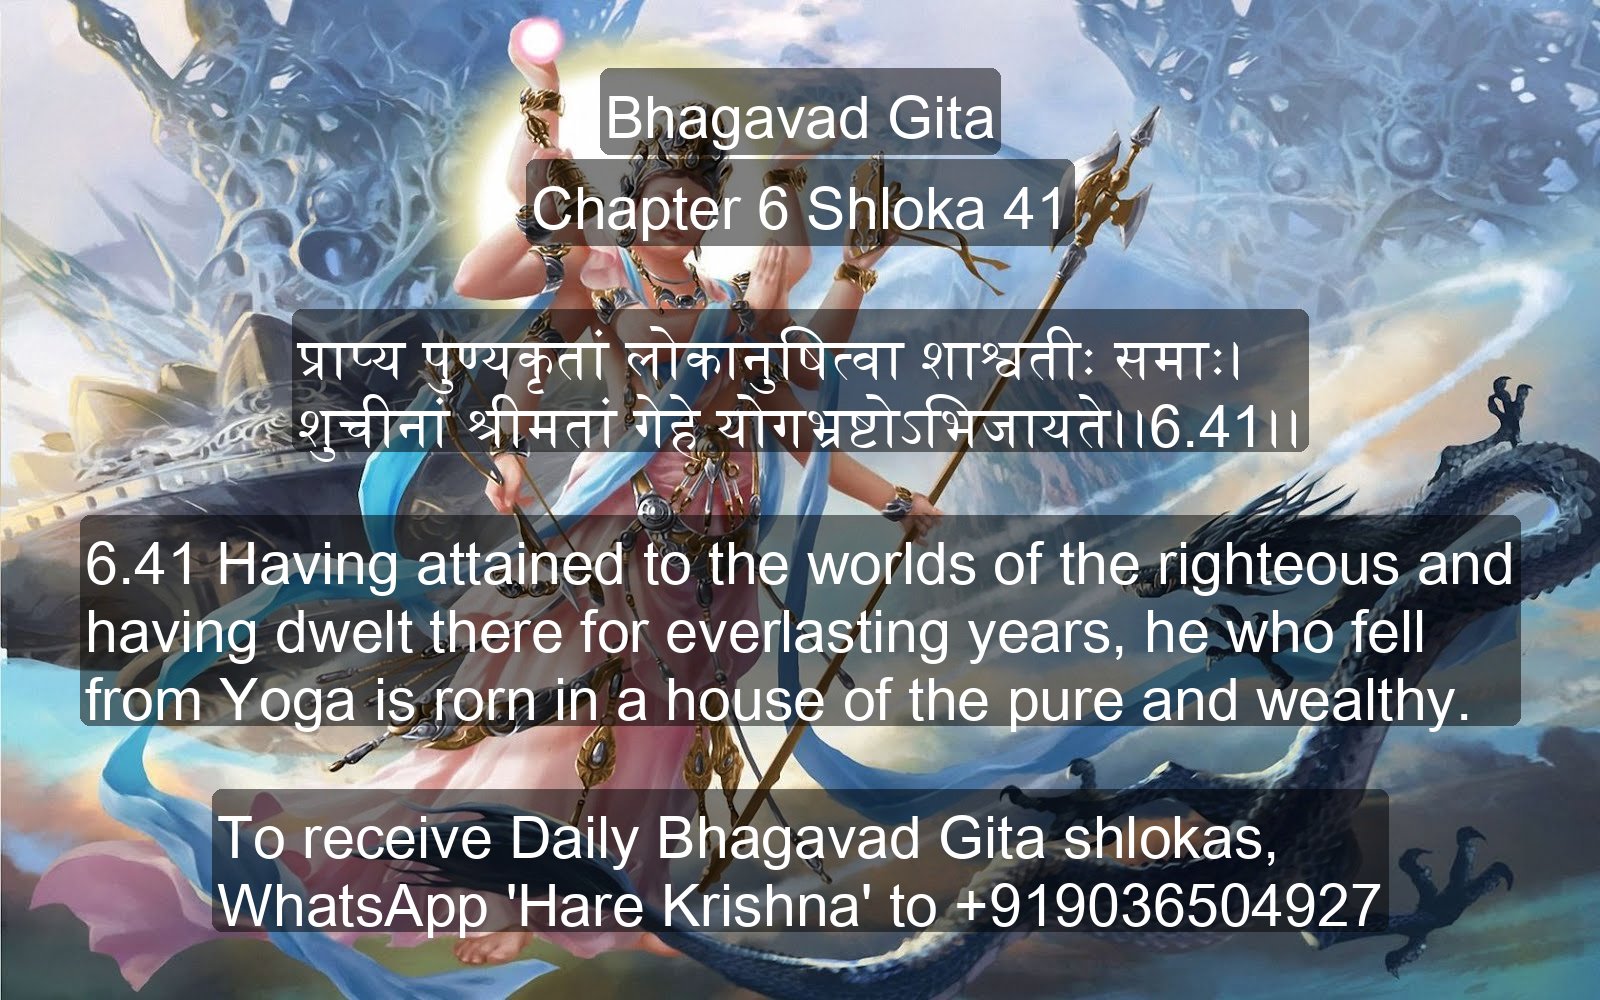 Bhagavad Gita
Chapter 6 Shloka 41
प्राप्य पुण्यकृतां लोकानुषित्वा शाश्वतीः समाः।
शुचीनां श्रीमतां गेहे योगभ्रष्टोऽभिजायते।।6.41।।
6.41 Having attained to the worlds of the righteous and
having dwelt there for everlasting years, he who fell
from Yoga is rorn in a house of the pure and wealthy.
To receive Daily Bhagavad Gita shlokas,
WhatsApp 'Hare Krishna' to +919036504927